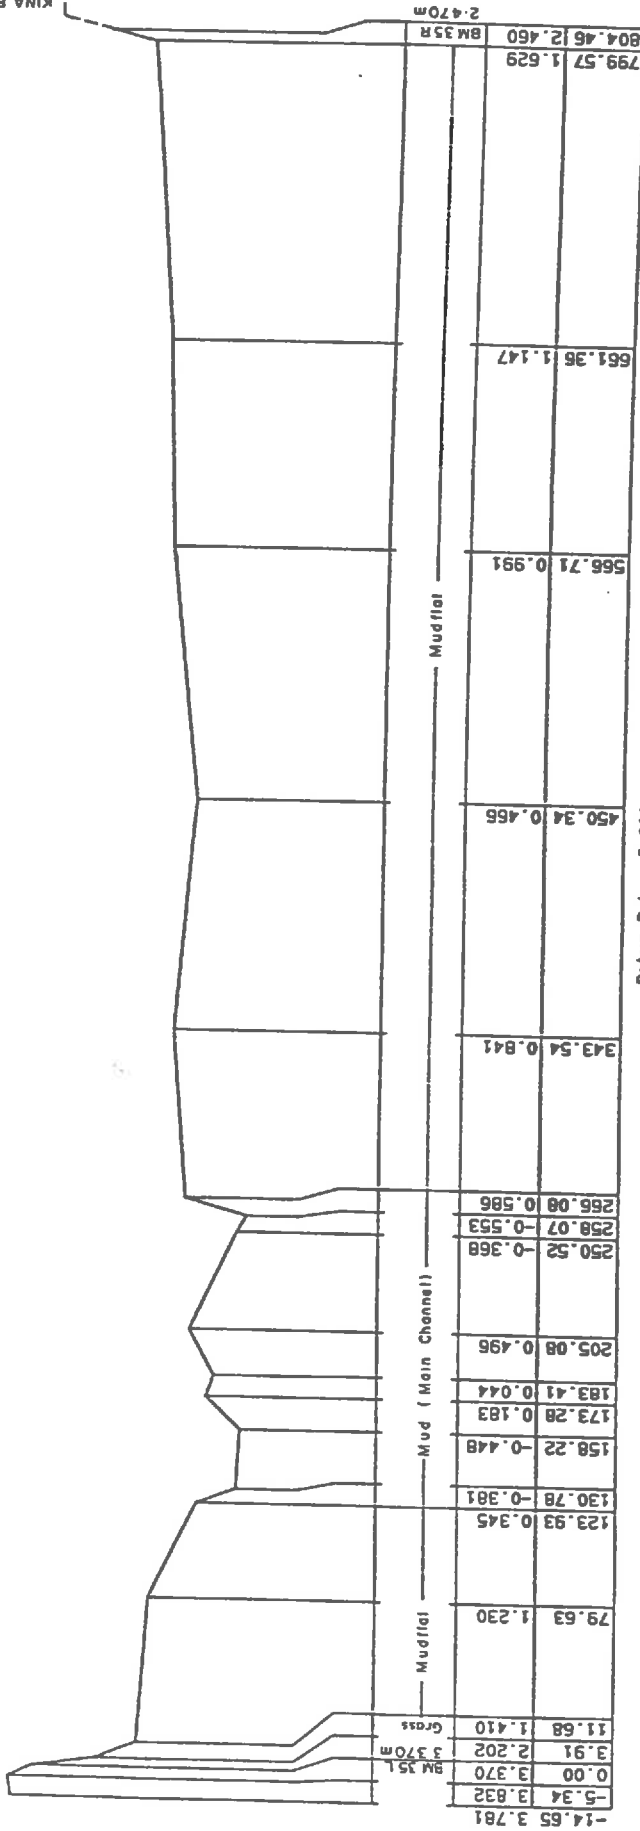 -14.65 3.781
-5.34 3.832
0.00 3.370 BM 35L
3.91 2.202 3.370m
11.68 1.410 Grass
Mudflat
79.63 1.230
123.93 0.345
130.78 -0.381
158.22 -0.448
Mud (Main Channel)
173.28 0.183
183.41 0.044
205.08 0.496
250.52 -0.368
258.07 -0.553
266.08 0.586
343.54 0.841
450.34 0.466
Mudflat
566.71 0.991
661.36 1.147
799.57 1.629
804.46 2.460 BM35R
2.470m
KINA